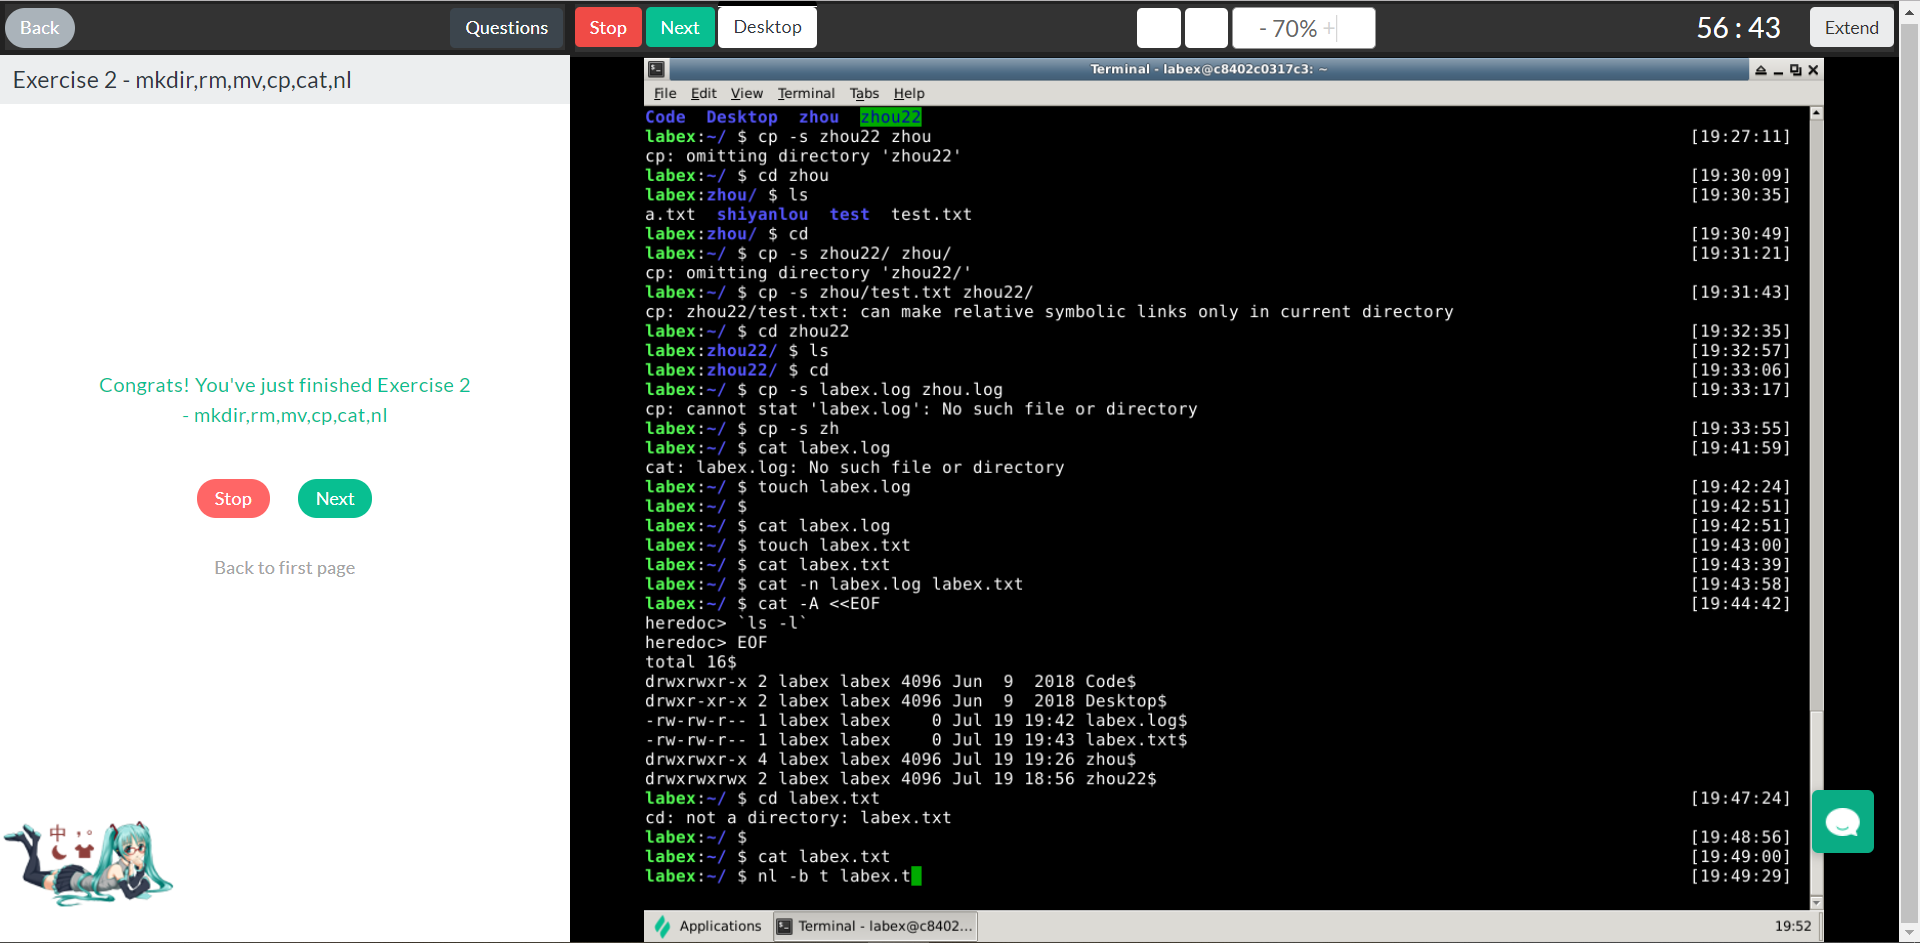 Back
Questions
Stop
Next
Desktop
- 70% +
56 : 43
Extend
Exercise 2 - mkdir,rm,mv,cp,cat,nl
Congrats! You've just finished Exercise 2
- mkdir,rm,mv,cp,cat,nl
Stop
Next
Back to first page
中
Terminal - labex@c8402c0317c3: ~
File Edit View Terminal Tabs Help
Code Desktop zhou zhou22
labex:~/ $ cp -s zhou22 zhou [19:27:11]
cp: omitting directory 'zhou22'
labex:~/ $ cd zhou [19:30:09]
labex:zhou/ $ ls [19:30:35]
a.txt shiyanlou test test.txt
labex:zhou/ $ cd [19:30:49]
labex:~/ $ cp -s zhou22/ zhou/ [19:31:21]
cp: omitting directory 'zhou22/'
labex:~/ $ cp -s zhou/test.txt zhou22/ [19:31:43]
cp: zhou22/test.txt: can make relative symbolic links only in current directory
labex:~/ $ cd zhou22 [19:32:35]
labex:zhou22/ $ ls [19:32:57]
labex:zhou22/ $ cd [19:33:06]
labex:~/ $ cp -s labex.log zhou.log [19:33:17]
cp: cannot stat 'labex.log': No such file or directory
labex:~/ $ cp -s zh [19:33:55]
labex:~/ $ cat labex.log [19:41:59]
cat: labex.log: No such file or directory
labex:~/ $ touch labex.log [19:42:24]
labex:~/ $ [19:42:51]
labex:~/ $ cat labex.log [19:42:51]
labex:~/ $ touch labex.txt [19:43:00]
labex:~/ $ cat labex.txt [19:43:39]
labex:~/ $ cat -n labex.log labex.txt [19:43:58]
labex:~/ $ cat -A <<EOF [19:44:42]
heredoc> `ls -l`
heredoc> EOF
total 16$
drwxrwxr-x 2 labex labex 4096 Jun 9 2018 Code$
drwxr-xr-x 2 labex labex 4096 Jun 9 2018 Desktop$
-rw-rw-r-- 1 labex labex 0 Jul 19 19:42 labex.log$
-rw-rw-r-- 1 labex labex 0 Jul 19 19:43 labex.txt$
drwxrwxr-x 4 labex labex 4096 Jul 19 19:26 zhou$
drwxrwxrwx 2 labex labex 4096 Jul 19 18:56 zhou22$
labex:~/ $ cd labex.txt [19:47:24]
cd: not a directory: labex.txt
labex:~/ $ [19:48:56]
labex:~/ $ cat labex.txt [19:49:00]
labex:~/ $ nl -b t labex.t [19:49:29]
Applications
Terminal - labex@c8402...
19:52